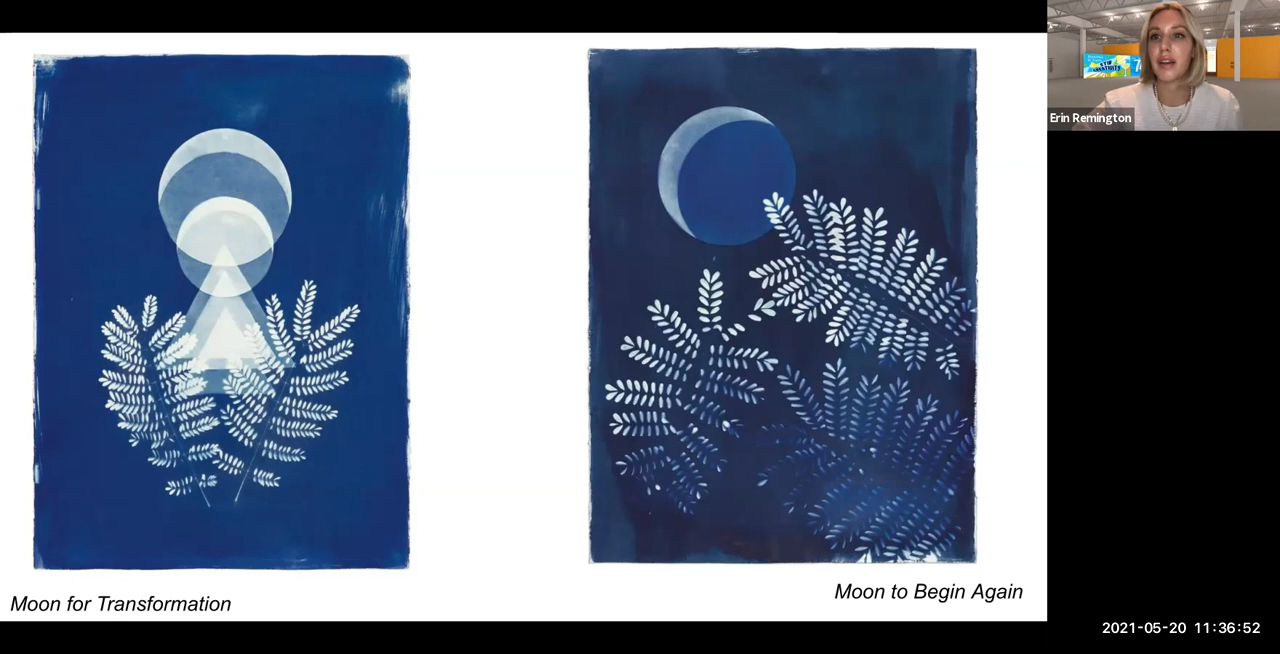 Erin Remington
Moon for Transformation
Moon to Begin Again
2021-05-20 11:36:52